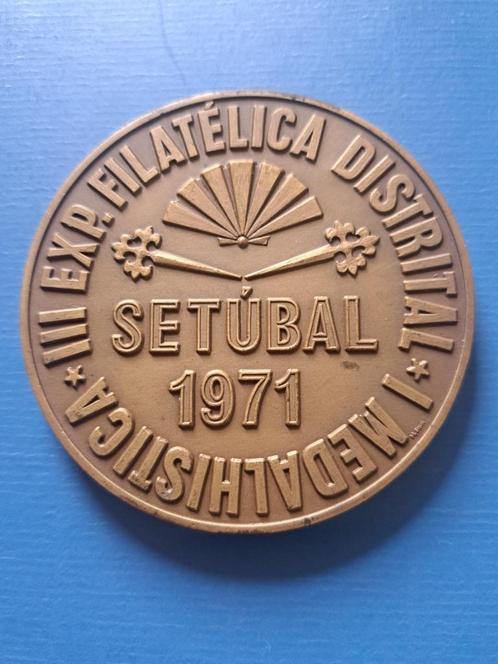 III EXP. FILATÉLICA DISTRITAL
* I MEDALHISTICA *
SETÚBAL
1971